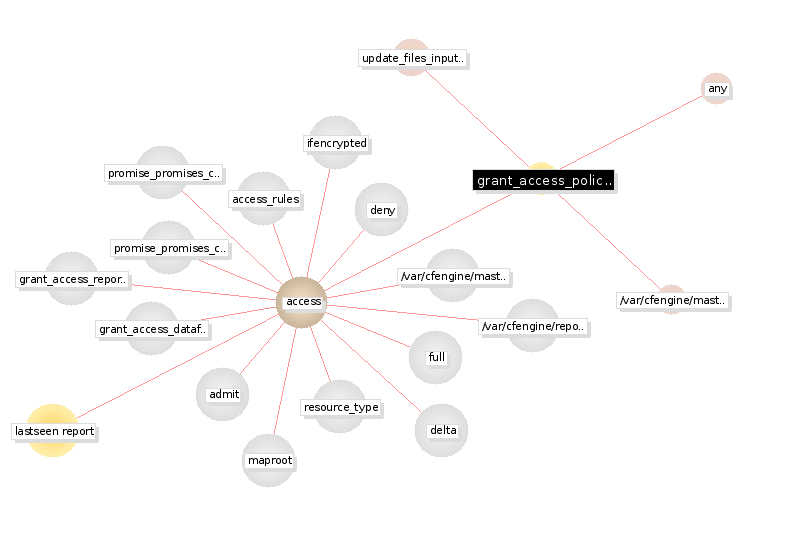 update_files_input..
any
ifencrypted
promise_promises_c..
grant_access_polic..
access_rules
deny
promise_promises_c..
/var/cfengine/mast..
grant_access_repor..
access
/var/cfengine/mast..
grant_access_dataf..
/var/cfengine/repo..
full
admit
resource_type
lastseen report
delta
maproot